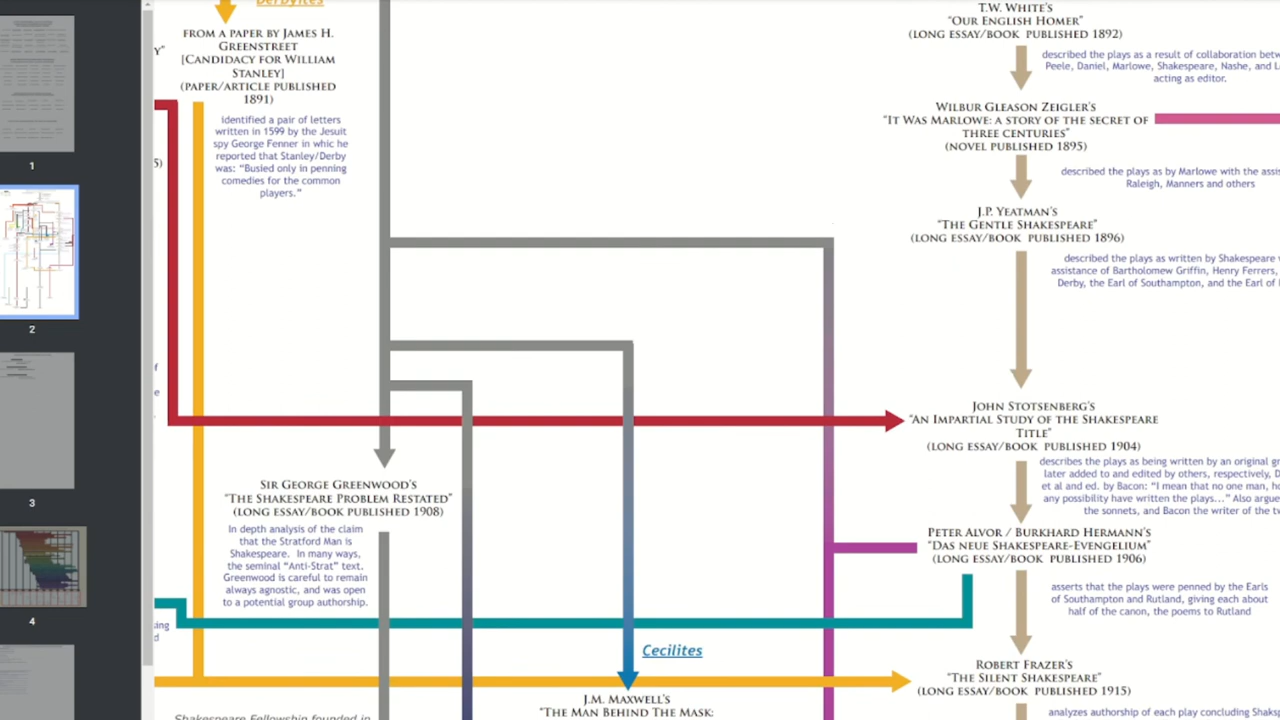 Derbyites
FROM A PAPER BY JAMES H.
GREENSTREET
[CANDIDACY FOR WILLIAM
STANLEY]
(PAPER/ARTICLE PUBLISHED
1891)
identified a pair of letters
written in 1599 by the Jesuit
spy George Fenner in whic he
reported that Stanley/Derby
was: “Busied only in penning
comedies for the common
players.”
Y"
5)
SIR GEORGE GREENWOOD'S
"THE SHAKESPEARE PROBLEM RESTATED"
(LONG ESSAY/BOOK PUBLISHED 1908)
In depth analysis of the claim
that the Stratford Man is
Shakespeare. In many ways,
the seminal “Anti-Strat” text.
Greenwood is careful to remain
always agnostic, and was open
to a potential group authorship.
Shakespeare Fellowship founded in
Cecilites
J.M. MAXWELL'S
"THE MAN BEHIND THE MASK:
T.W. WHITE'S
"OUR ENGLISH HOMER"
(LONG ESSAY/BOOK PUBLISHED 1892)
described the plays as a result of collaboration betw
Peele, Daniel, Marlowe, Shakespeare, Nashe, and L
acting as editor.
WILBUR GLEASON ZEIGLER'S
"IT WAS MARLOWE: A STORY OF THE SECRET OF
THREE CENTURIES"
(NOVEL PUBLISHED 1895)
described the plays as by Marlowe with the assi
Raleigh, Manners and others
J.P. YEATMAN'S
"THE GENTLE SHAKESPEARE"
(LONG ESSAY/BOOK PUBLISHED 1896)
described the plays as written by Shakespeare
assistance of Bartholomew Griffin, Henry Ferrers,
Derby, the Earl of Southampton, and the Earl of
JOHN STOTSENBERG'S
"AN IMPARTIAL STUDY OF THE SHAKESPEARE
TITLE"
(LONG ESSAY/BOOK PUBLISHED 1904)
describes the plays as being written by an original gr
later added to and edited by others, respectively, D
et al and ed. by Bacon: “I mean that no one man, ho
any possibility have written the plays...” Also argue
the sonnets, and Bacon the writer of the tw
PETER ALVOR / BURKHARD HERMANN'S
"DAS NEUE SHAKESPEARE-EVENGELIUM"
(LONG ESSAY/BOOK PUBLISHED 1906)
asserts that the plays were penned by the Earls
of Southampton and Rutland, giving each about
half of the canon, the poems to Rutland
ROBERT FRAZER'S
"THE SILENT SHAKESPEARE"
(LONG ESSAY/BOOK PUBLISHED 1915)
analyzes authorship of each play concluding Shaks
1
2
3
4